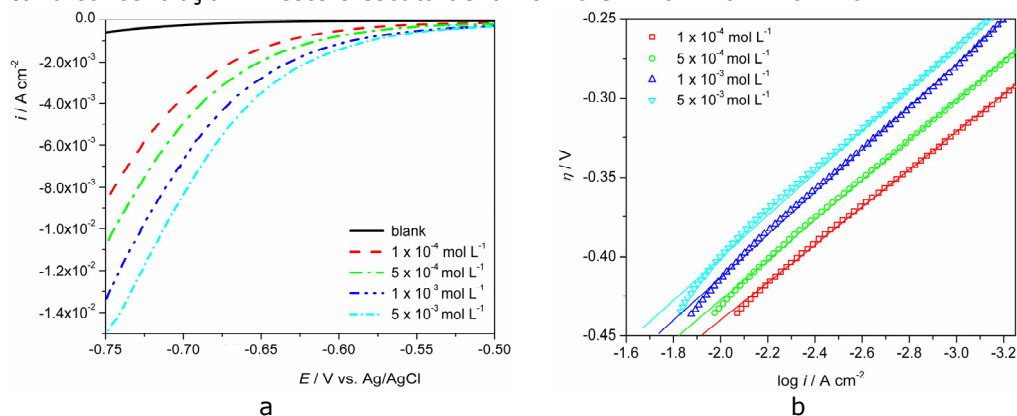 0.0
-2.0x10⁻³
-4.0x10⁻³
-6.0x10⁻³
-8.0x10⁻³
-1.0x10⁻²
-1.2x10⁻²
-1.4x10⁻²
i / A cm⁻²
blank
1 x 10⁻⁴ mol L⁻¹
5 x 10⁻⁴ mol L⁻¹
1 x 10³ mol L⁻¹
5 x 10⁻³ mol L⁻¹
-0.75 -0.70 -0.65 -0.60 -0.55 -0.50
E / V vs. Ag/AgCl
a
-0.25
-0.30
-0.35
-0.40
-0.45
η / V
1 x 10⁻⁴ mol L⁻¹
5 x 10⁻⁴ mol L⁻¹
1 x 10⁻³ mol L⁻¹
5 x 10⁻³ mol L⁻¹
-1.6 -1.8 -2.0 -2.2 -2.4 -2.6 -2.8 -3.0 -3.2
log i / A cm⁻²
b